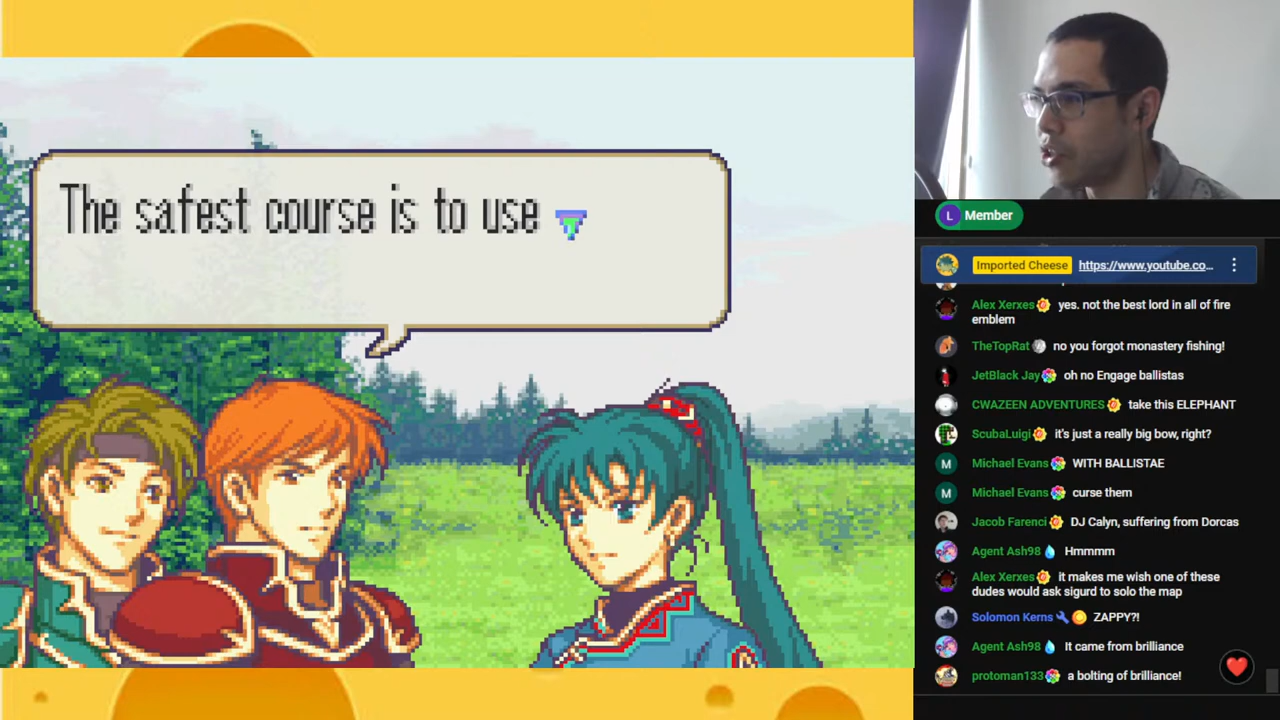 The safest course is to use
L Member
Imported Cheese https://www.youtube.co...
Alex Xerxes yes. not the best lord in all of fire
emblem
TheTopRat no you forgot monastery fishing!
JetBlack Jay oh no Engage ballistas
CWAZEEN ADVENTURES take this ELEPHANT
ScubaLuigi it's just a really big bow, right?
M Michael Evans WITH BALLISTAE
M Michael Evans curse them
Jacob Farenci DJ Calyn, suffering from Dorcas
Agent Ash98 Hmmmm
Alex Xerxes it makes me wish one of these
dudes would ask sigurd to solo the map
Solomon Kerns ZAPPY?!
Agent Ash98 It came from brilliance
protoman133 a bolting of brilliance!